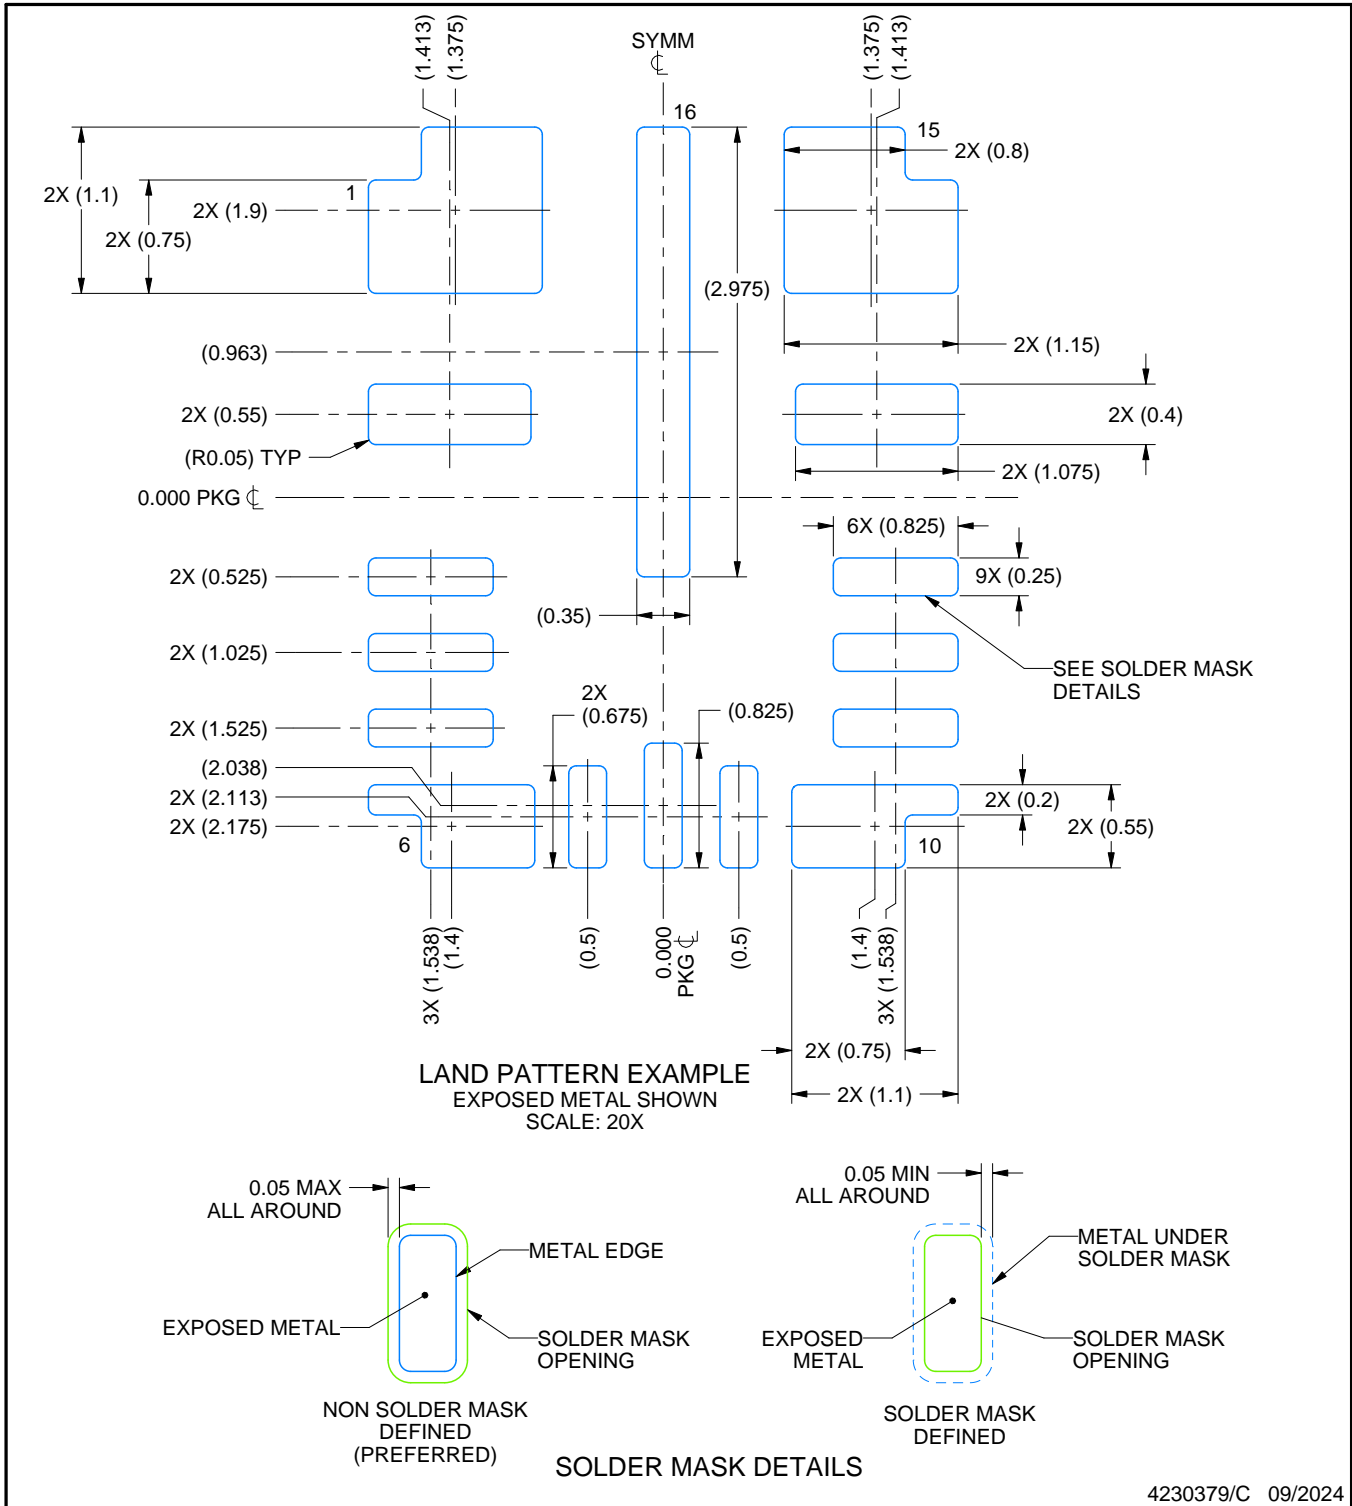 (1.413)
(1.375)
SYMM
℄
(1.375)
(1.413)
16
15
2X (0.8)
2X (1.1)
1
2X (1.9)
2X (0.75)
(2.975)
(0.963)
2X (1.15)
2X (0.55)
2X (0.4)
(R0.05) TYP
2X (1.075)
0.000 PKG ℄
6X (0.825)
2X (0.525)
9X (0.25)
(0.35)
2X (1.025)
SEE SOLDER MASK
DETAILS
2X
(0.675)
(0.825)
2X (1.525)
(2.038)
2X (2.113)
2X (0.2)
2X (2.175)
2X (0.55)
6
10
3X (1.538)
(1.4)
(0.5)
0.000
PKG ℄
(0.5)
(1.4)
3X (1.538)
2X (0.75)
2X (1.1)
LAND PATTERN EXAMPLE
EXPOSED METAL SHOWN
SCALE: 20X
0.05 MAX
ALL AROUND
0.05 MIN
ALL AROUND
METAL EDGE
METAL UNDER
SOLDER MASK
EXPOSED METAL
SOLDER MASK
OPENING
EXPOSED
METAL
SOLDER MASK
OPENING
NON SOLDER MASK
DEFINED
(PREFERRED)
SOLDER MASK
DEFINED
SOLDER MASK DETAILS
4230379/C 09/2024